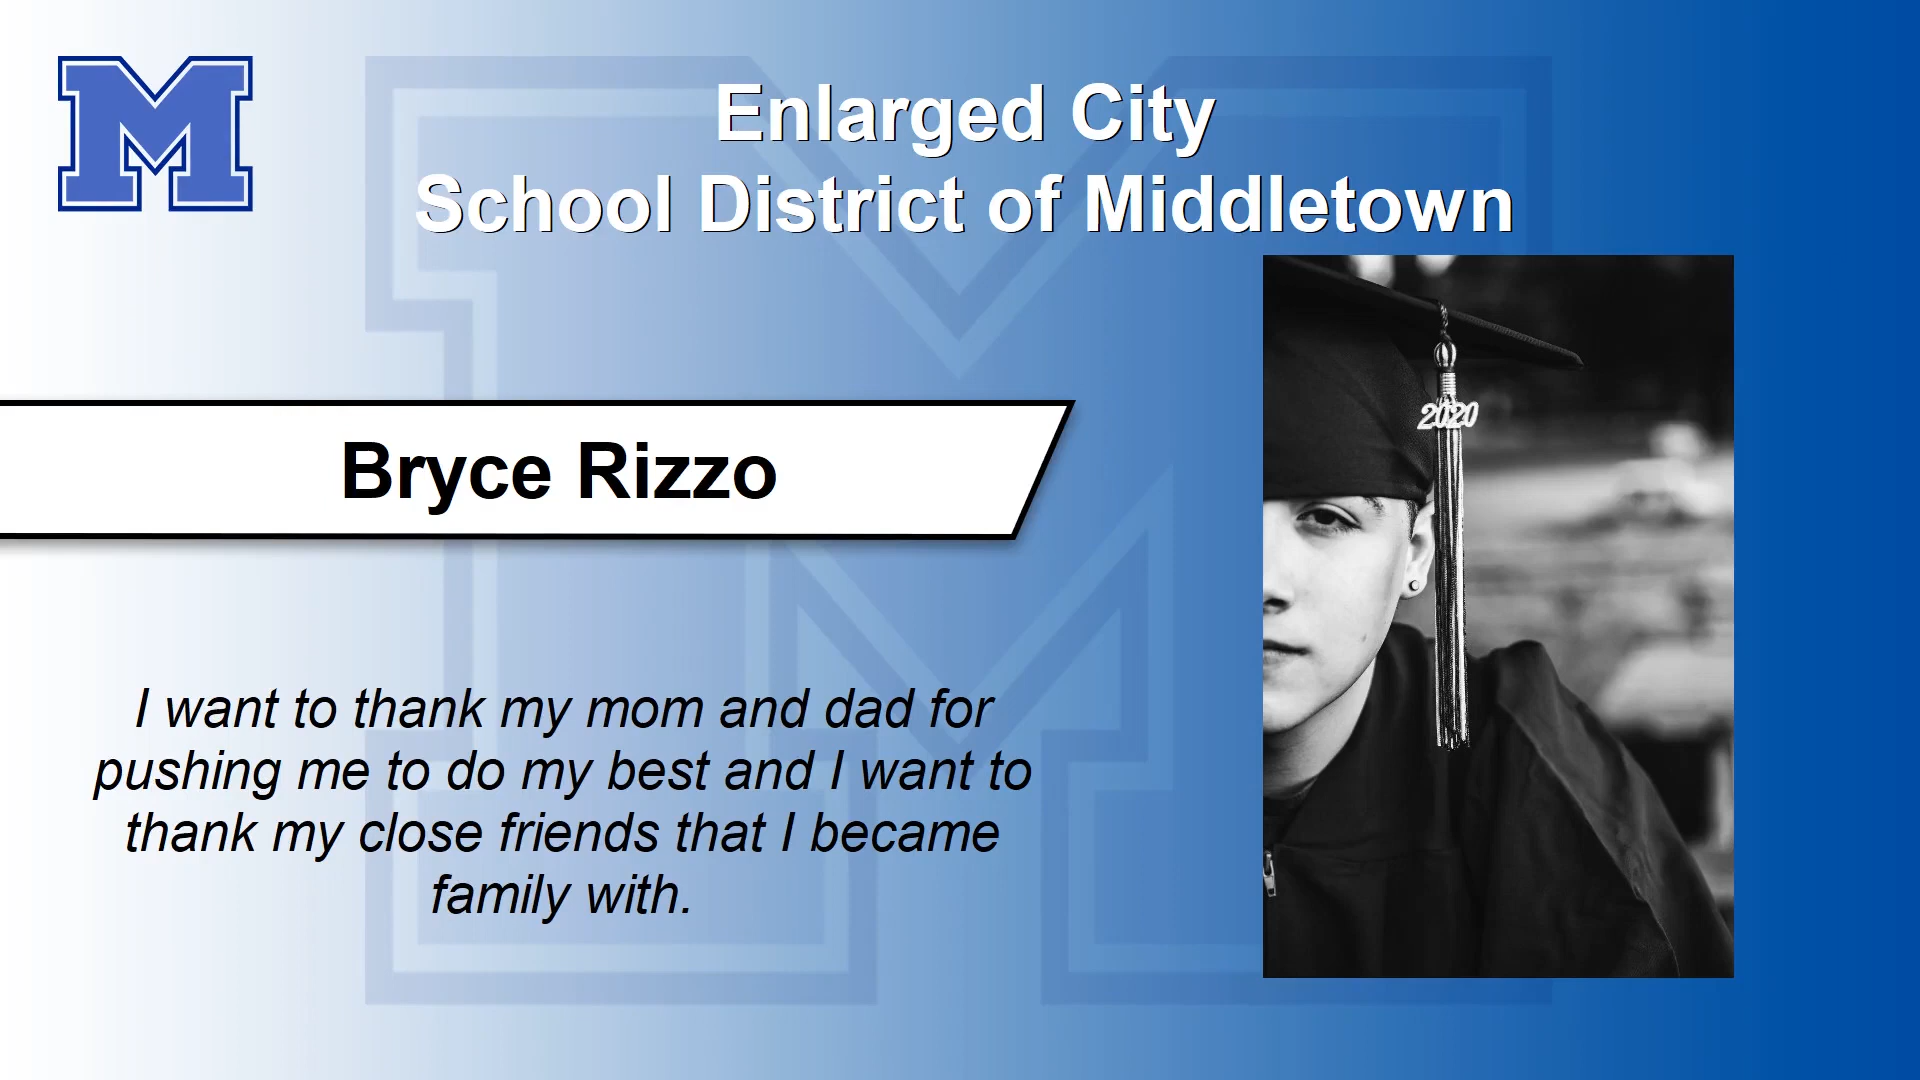 M
Enlarged City
School District of Middletown
2020
Bryce Rizzo
I want to thank my mom and dad for
pushing me to do my best and I want to
thank my close friends that I became
family with.